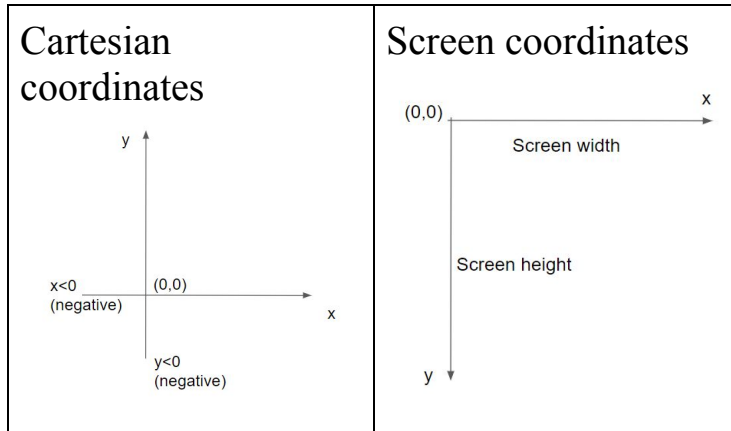 Cartesian
coordinates
y
x<0
(negative)
(0,0)
x
y<0
(negative)
Screen coordinates
x
(0,0)
Screen width
Screen height
y